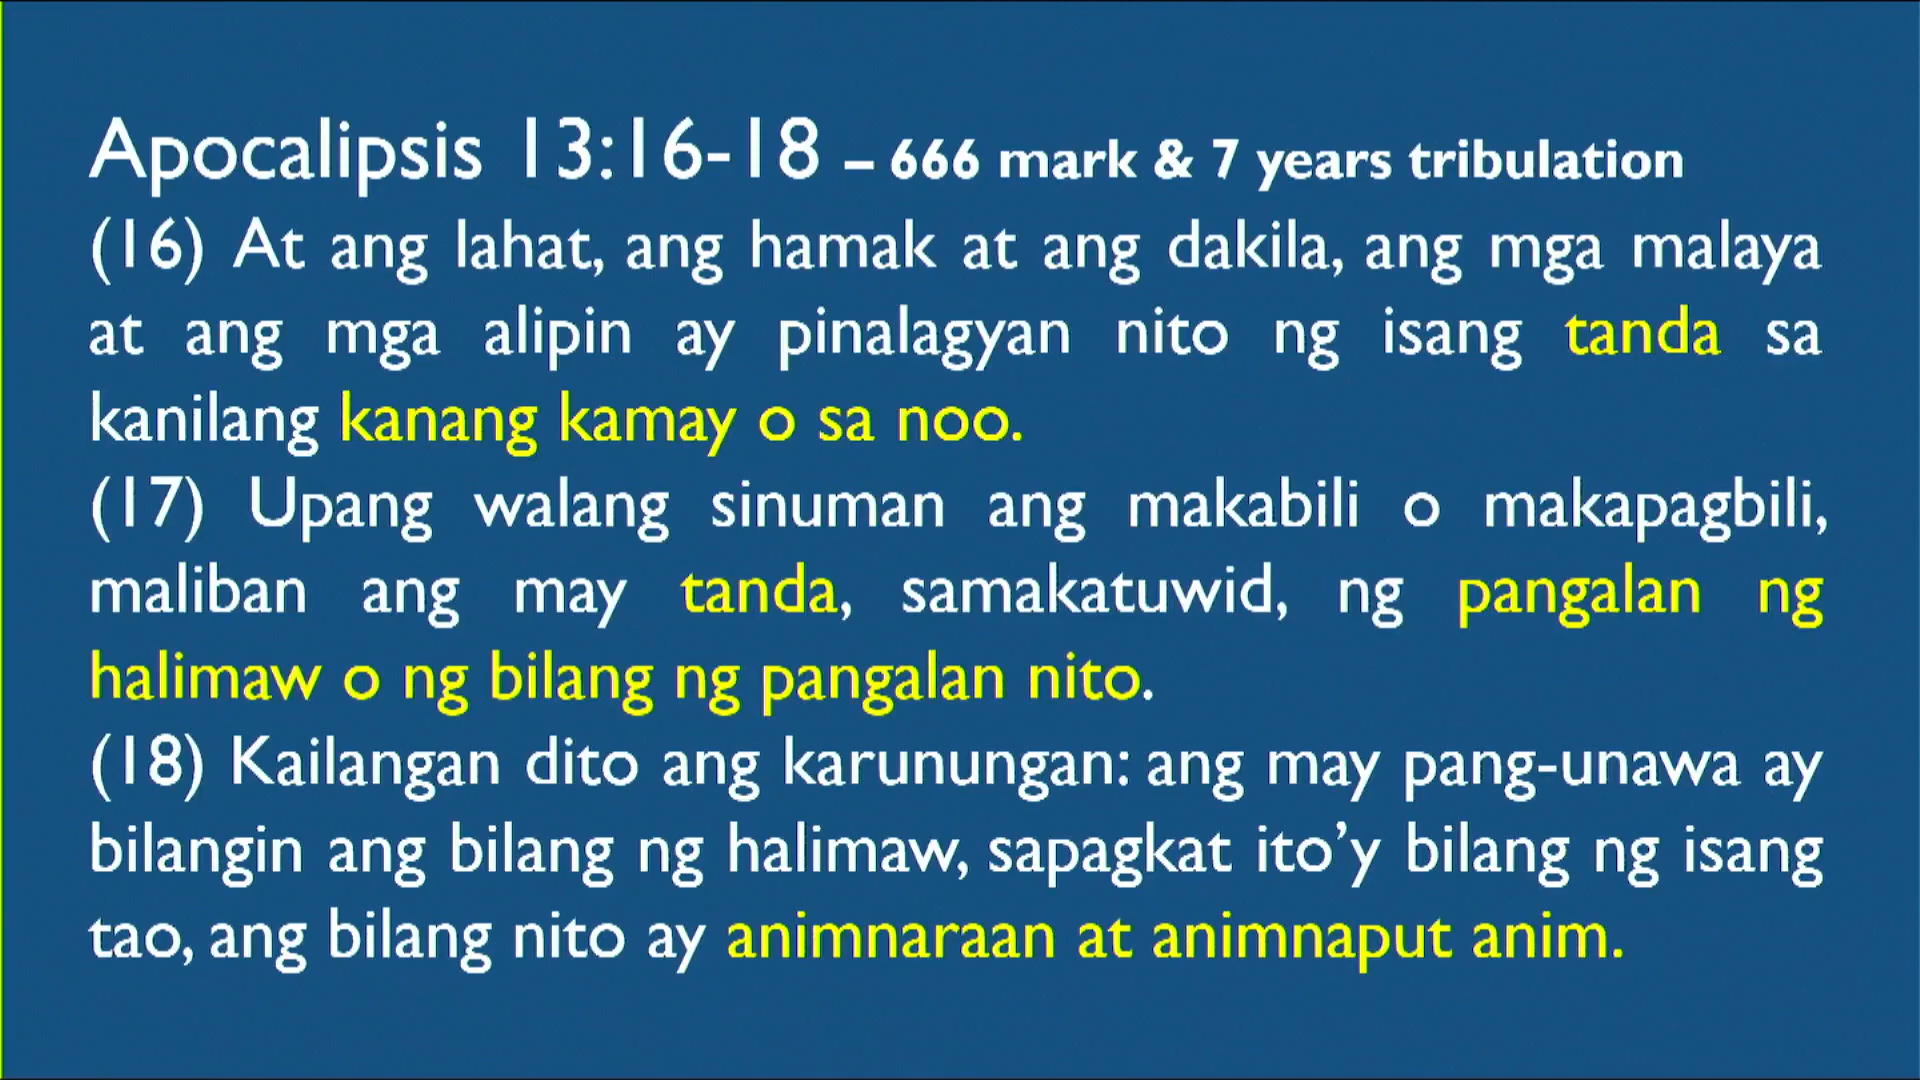 Apocalipsis 13:16-18 – 666 mark & 7 years tribulation
(16) At ang lahat, ang hamak at ang dakila, ang mga malaya
at ang mga alipin ay pinalagyan nito ng isang tanda sa
kanilang kanang kamay o sa noo.
(17) Upang walang sinuman ang makabili o makapagbili,
maliban ang may tanda, samakatuwid, ng pangalan ng
halimaw o ng bilang ng pangalan nito.
(18) Kailangan dito ang karunungan: ang may pang-unawa ay
bilangin ang bilang ng halimaw, sapagkat ito’y bilang ng isang
tao, ang bilang nito ay animnaraan at animnaput anim.